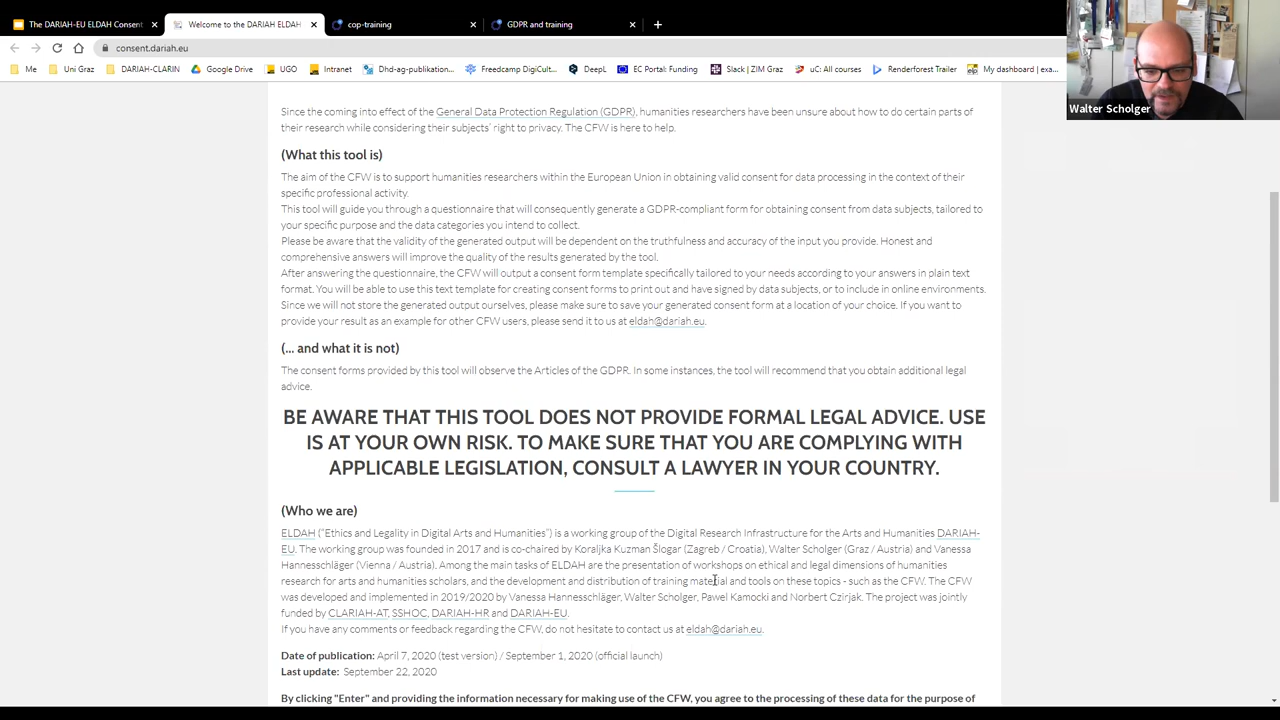 The DARIAH-EU ELDAH Consent
Welcome to the DARIAH ELDAH
cop-training
GDPR and training
consent.dariah.eu
Me
Uni Graz
DARIAH-CLARIN
Google Drive
UGO
Intranet
Dhd-ag-publikation...
Freedcamp DigiCult...
DeepL
EC Portal: Funding
Slack | ZIM Graz
uC: All courses
Renderforest Trailer
My dashboard | exa...
Walter Scholger
Since the coming into effect of the General Data Protection Regulation (GDPR), humanities researchers have been unsure about how to do certain parts of
their research while considering their subjects' right to privacy. The CFW is here to help.
(What this tool is)
The aim of the CFW is to support humanities researchers within the European Union in obtaining valid consent for data processing in the context of their
specific professional activity.
This tool will guide you through a questionnaire that will consequently generate a GDPR-compliant form for obtaining consent from data subjects, tailored to
your specific purpose and the data categories you intend to collect.
Please be aware that the validity of the generated output will be dependent on the truthfulness and accuracy of the input you provide. Honest and
comprehensive answers will improve the quality of the results generated by the tool.
After answering the questionnaire, the CFW will output a consent form template specifically tailored to your needs according to your answers in plain text
format. You will be able to use this text template for creating consent forms to print out and have signed by data subjects, or to include in online environments.
Since we will not store the generated output ourselves, please make sure to save your generated consent form at a location of your choice. If you want to
provide your result as an example for other CFW users, please send it to us at eldah@dariah.eu.
(... and what it is not)
The consent forms provided by this tool will observe the Articles of the GDPR. In some instances, the tool will recommend that you obtain additional legal
advice.
BE AWARE THAT THIS TOOL DOES NOT PROVIDE FORMAL LEGAL ADVICE. USE
IS AT YOUR OWN RISK. TO MAKE SURE THAT YOU ARE COMPLYING WITH
APPLICABLE LEGISLATION, CONSULT A LAWYER IN YOUR COUNTRY.
(Who we are)
ELDAH ("Ethics and Legality in Digital Arts and Humanities") is a working group of the Digital Research Infrastructure for the Arts and Humanities DARIAH-
EU. The working group was founded in 2017 and is co-chered by Koraljka Kuzman Šlogar (Zagreb / Croatia), Walter Scholger (Graz / Austria) and Vanessa
Hannesschläger (Vienna / Austria). Among the main tasks of ELDAH are the presentation of workshops on ethical and legal dimensions of humanities
research for arts and humanities scholars, and the development and distribution of training material and tools on these topics - such as the CFW. The CFW
was developed and implemented in 2019/2020 by Vanessa Hannesschläger, Walter Scholger, Pawel Kamocki and Norbert Czirjak. The project was jointly
funded by CLARIAH-AT, SSHOC, DARIAH-HR and DARIAH-EU.
If you have any comments or feedback regarding the CFW, do not hesitate to contact us at eldah@dariah.eu.
Date of publication: April 7, 2020 (test version) / September 1, 2020 (official launch)
Last update: September 22, 2020
By clicking "Enter" and providing the information necessary for making use of the CFW, you agree to the processing of these data for the purpose of